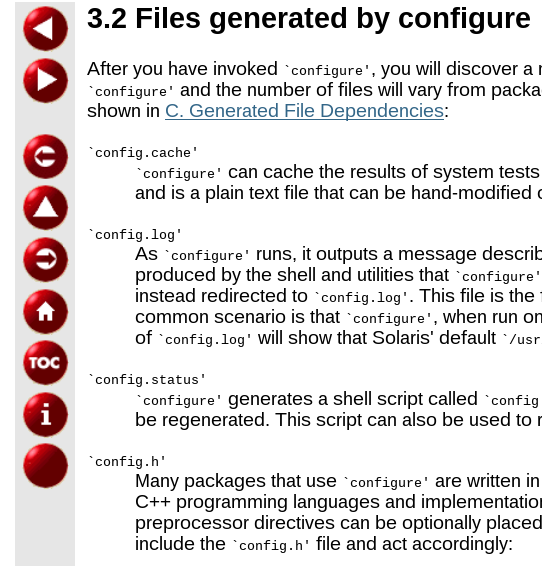 3.2 Files generated by configure
After you have invoked `configure', you will discover a
`configure' and the number of files will vary from
shown in C. Generated File Dependencies:
`config.cache'
`configure' can cache the results of system tests
and is a plain text file that can be hand-modified
`config.log'
As `configure' runs, it outputs a message
produced by the shell and utilities that `configure'
instead redirected to `config.log'. This file is the
common scenario is that `configure', when run
of `config.log' will show that Solaris' default `/usr
`config.status'
`configure' generates a shell script called `config
be regenerated. This script can also be used to
`config.h'
Many packages that use `configure' are written in
C++ programming languages and
preprocessor directives can be optionally placed
include the `config.h' file and act accordingly:
TOC
i